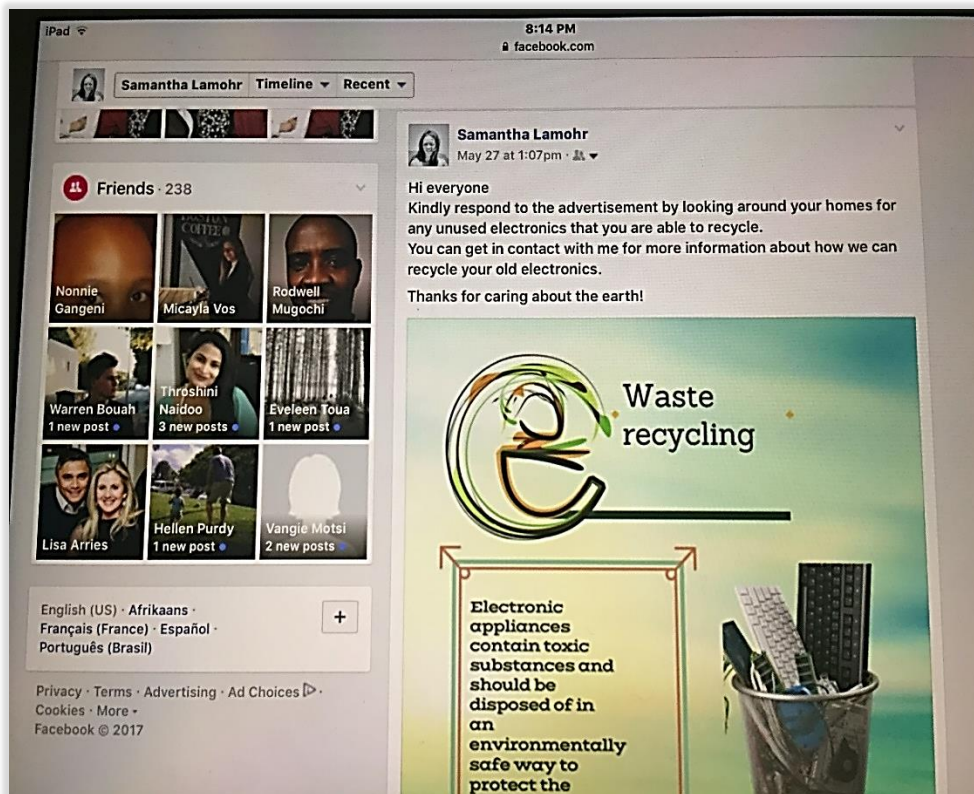 iPad
8:14 PM
facebook.com
Samantha Lamohr Timeline Recent
Friends · 238
Nonnie
Gangeni
Micayla Vos
Rodwell
Mugochi
Warren Bouah
1 new post
Throshini
Naidoo
3 new posts
Eveleen Toua
1 new post
Lisa Arries
Hellen Purdy
1 new post
Vangie Motsi
2 new posts
English (US) · Afrikaans ·
Français (France) · Español ·
Português (Brasil)
+
Privacy · Terms · Advertising · Ad Choices ·
Cookies · More
Facebook © 2017
Samantha Lamohr
May 27 at 1:07pm ·
Hi everyone
Kindly respond to the advertisement by looking around your homes for
any unused electronics that you are able to recycle.
You can get in contact with me for more information about how we can
recycle your old electronics.
Thanks for caring about the earth!
e
Waste
recycling
Electronic
appliances
contain toxic
substances and
should be
disposed of in
an
environmentally
safe way to
protect the